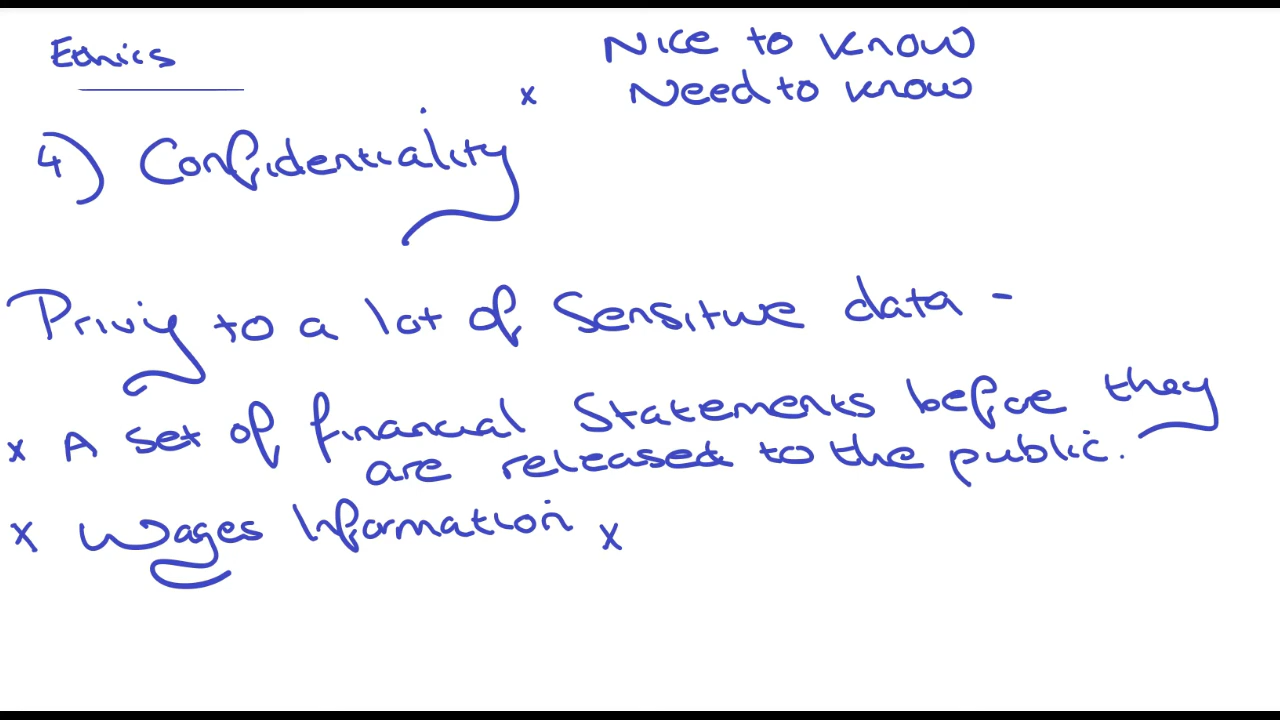 Ethics
Nice to know
x Need to know
4) Confidentiality
Priviy to a lot of Sensitive data -
x A set of financial Statements before they
are released to the public.
x Wages Information x